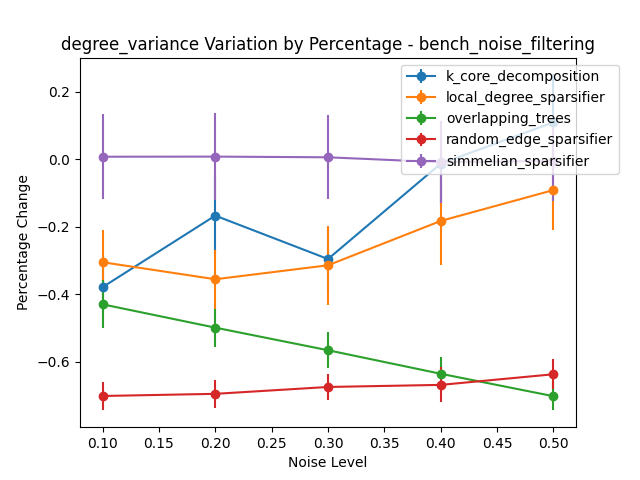 degree_variance Variation by Percentage - bench_noise_filtering
k_core_decomposition
local_degree_sparsifier
overlapping_trees
random_edge_sparsifier
simmelian_sparsifier
Percentage Change
0.2
0.0
−0.2
−0.4
−0.6
0.10 0.15 0.20 0.25 0.30 0.35 0.40 0.45 0.50
Noise Level